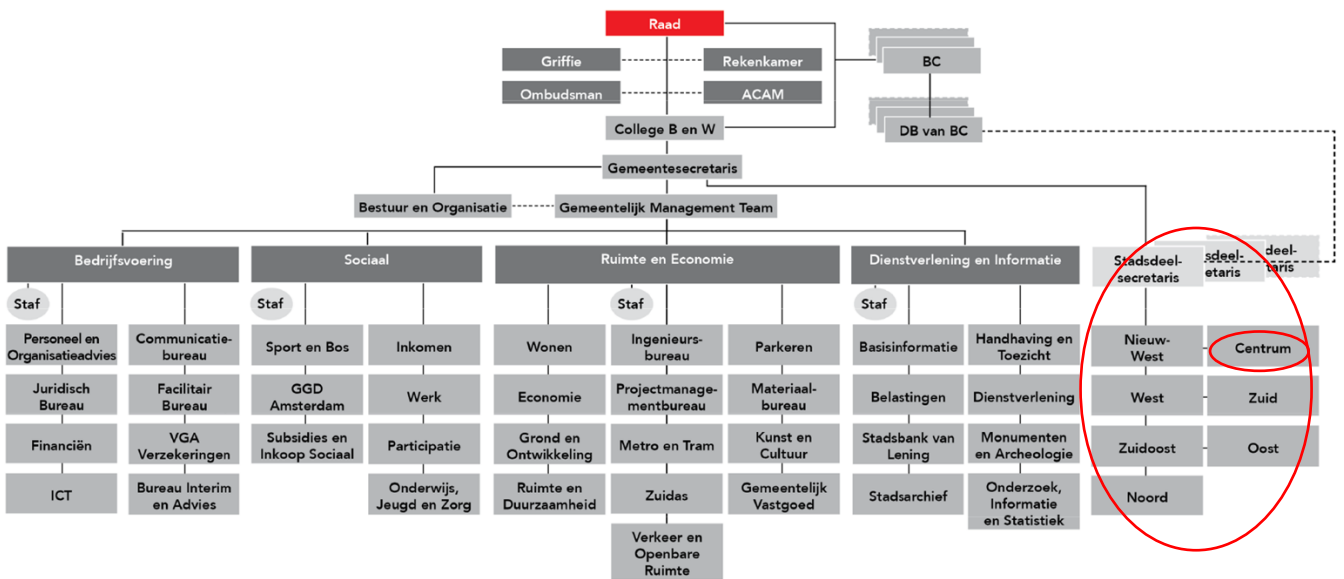 Raad
Griffie
Rekenkamer
BC
Ombudsman
ACAM
College B en W
DB van BC
Gemeentesecretaris
Bestuur en Organisatie
Gemeentelijk Management Team
Bedrijfsvoering
Sociaal
Ruimte en Economie
Dienstverlening en Informatie
Stadsdeel-
secretaris
sdeel-
etaris
deel-
taris
Staf
Staf
Staf
Staf
Personeel en
Organisatieadvies
Communicatie-
bureau
Sport en Bos
Inkomen
Wonen
Ingenieurs-
bureau
Parkeren
Basisinformatie
Handhaving en
Toezicht
Nieuw-
West
Centrum
Juridisch
Bureau
Facilitair
Bureau
GGD
Amsterdam
Werk
Economie
Projectmanage-
mentbureau
Materiaal-
bureau
Belastingen
Dienstverlening
West
Zuid
Financiën
VGA
Verzekeringen
Subsidies en
Inkoop Sociaal
Participatie
Grond en
Ontwikkeling
Metro en Tram
Kunst en
Cultuur
Stadsbank van
Lening
Monumenten
en Archeologie
Zuidoost
Oost
ICT
Bureau Interim
en Advies
Onderwijs,
Jeugd en Zorg
Ruimte en
Duurzaamheid
Zuidas
Gemeentelijk
Vastgoed
Stadsarchief
Onderzoek,
Informatie
en Statistiek
Noord
Verkeer en
Openbare
Ruimte